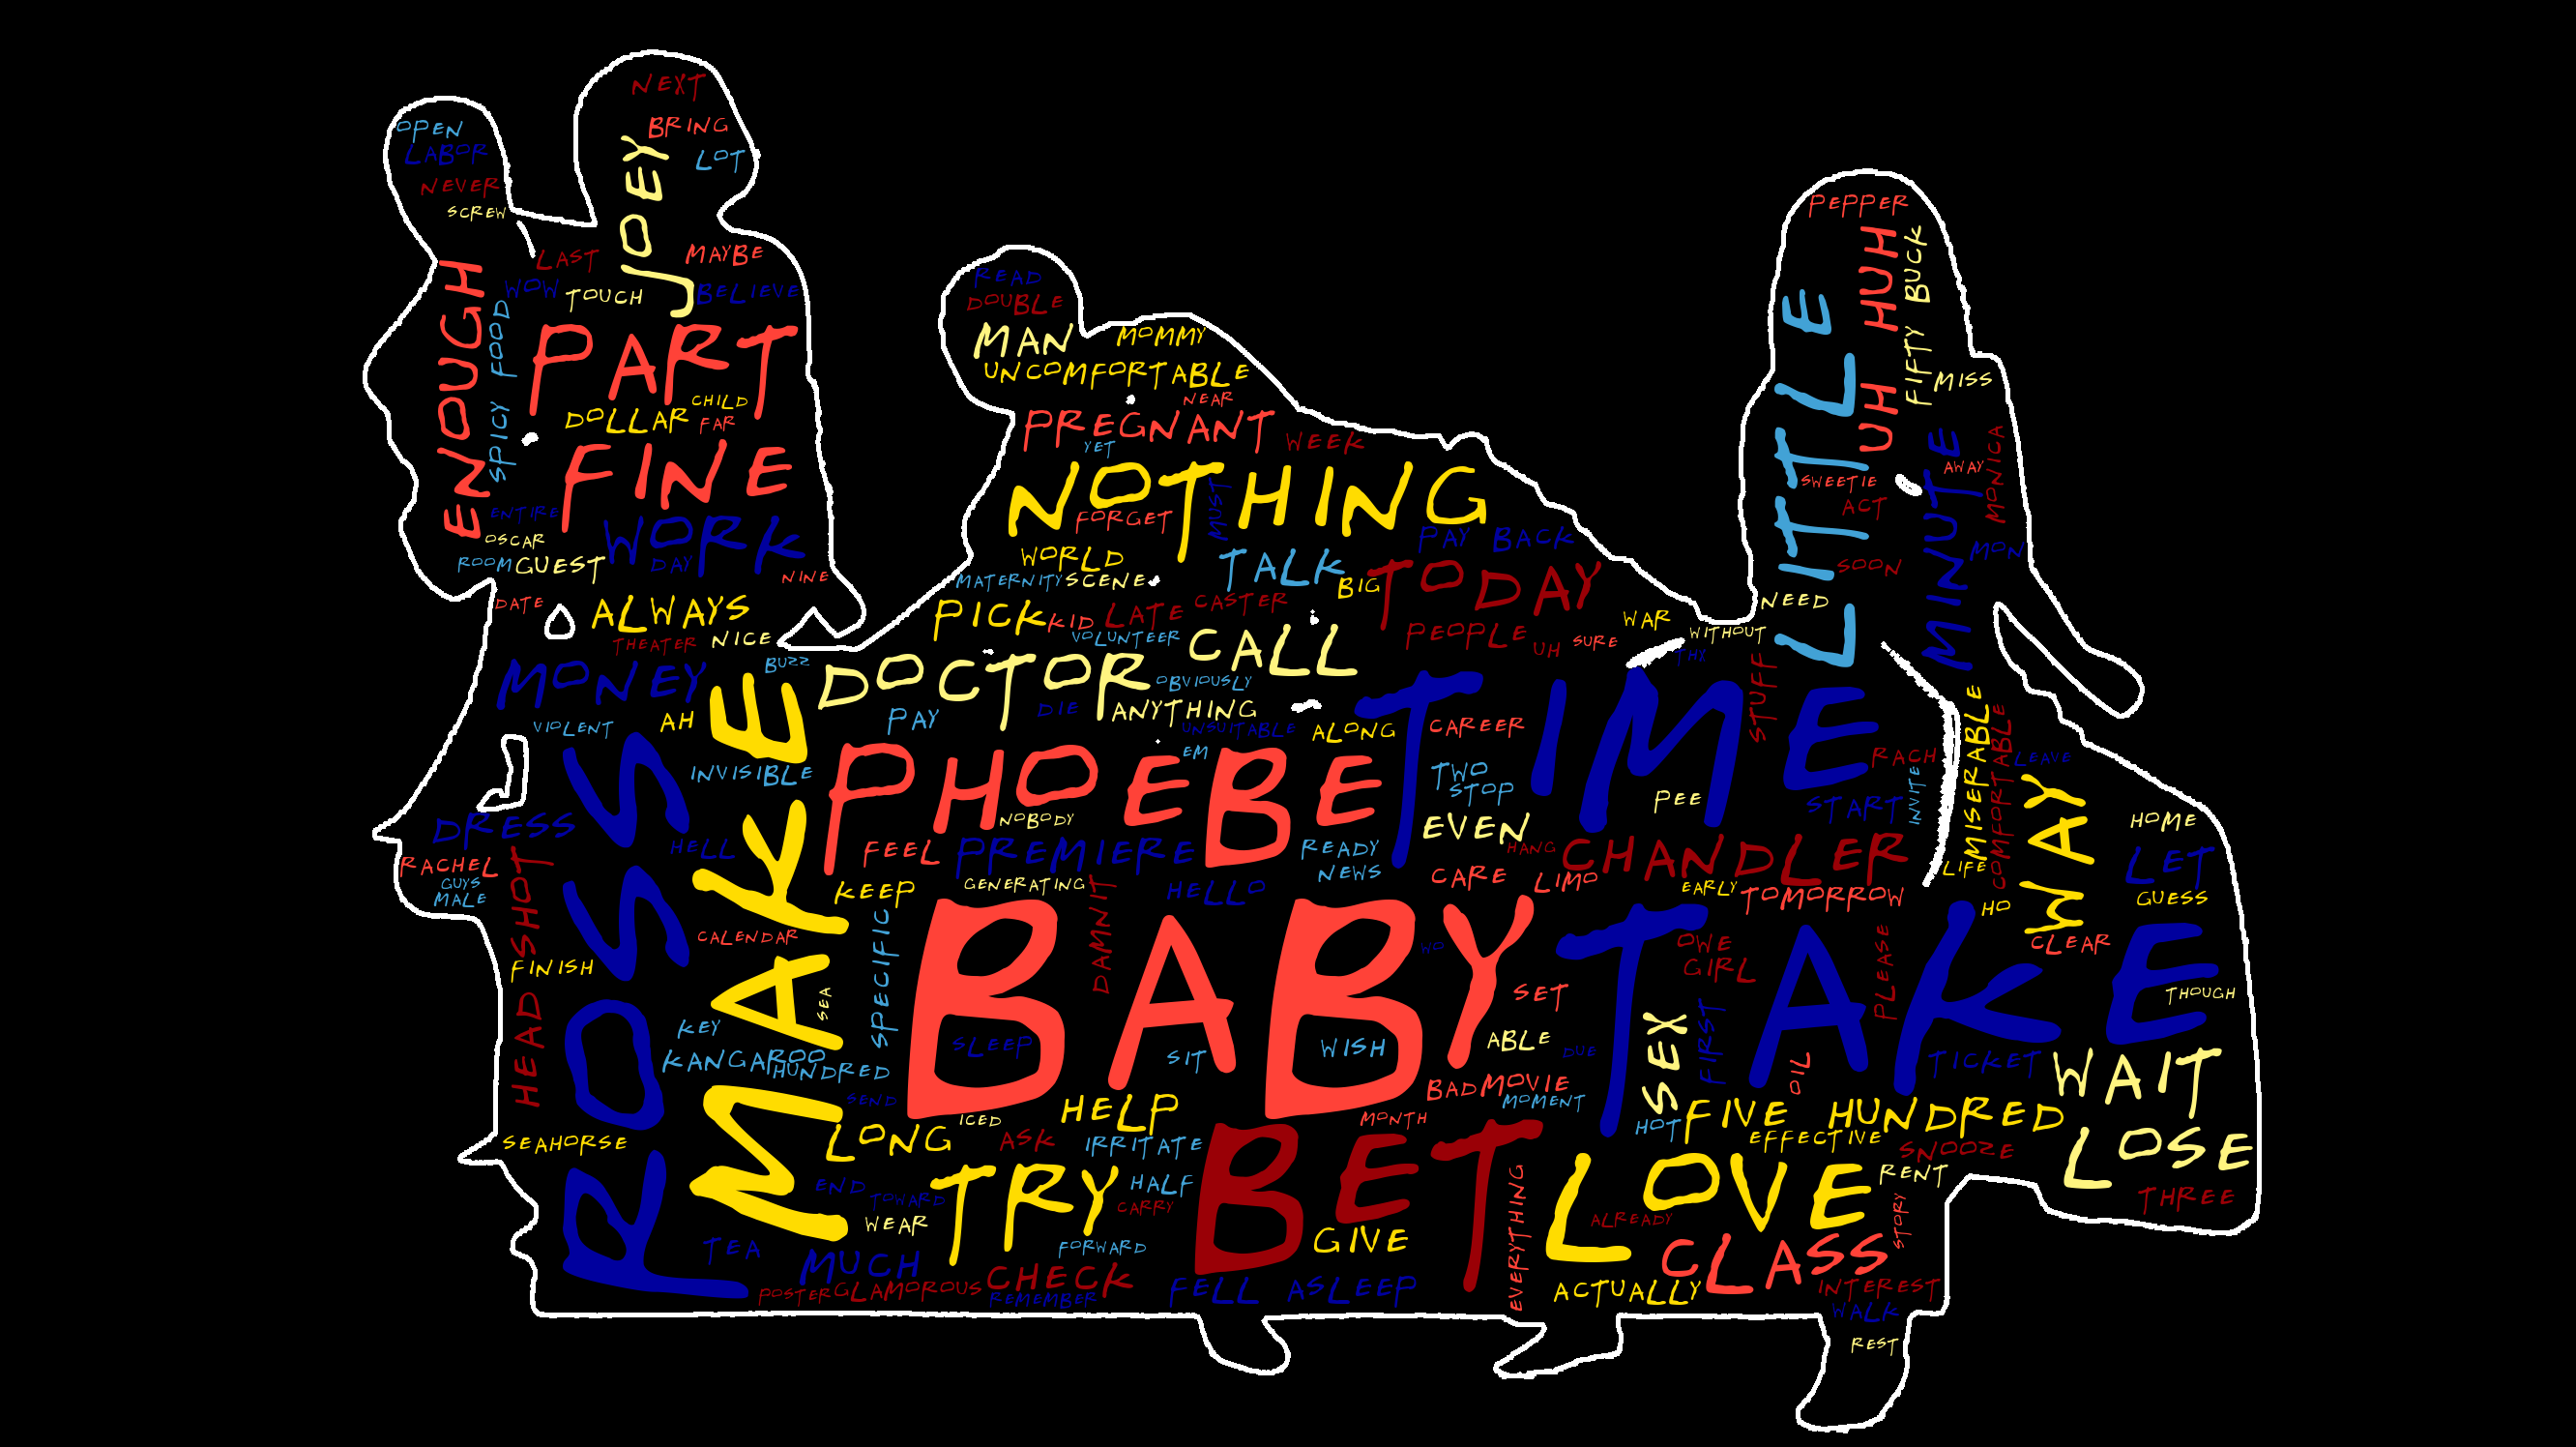 NEXT
BRING
LOT
JOEY
OPEN
LABOR
NEVER
SCREW
LAST
MAYBE
WOW
TOUCH
BELIEVE
ENOUGH
SPICY FOOD
PART
DOLLAR
CHILD
FAR
FINE
ENTIRE
WORK
OSCAR
ROOM
GUEST
DAY
NINE
DATE
ALWAYS
THEATER
NICE
MONEY
BUZZ
VIOLENT
AH
MAKE
INVISIBLE
ROSS
DRESS
HELL
RACHEL
GUYS
MALE
HEAD SHOT
FINISH
CALENDAR
SEA
KEY
KANGAROO
HUNDRED
SPECIFIC
SEND
SEAHORSE
READ
DOUBLE
MAN
MOMMY
UNCOMFORTABLE
NEAR
PREGNANT
YET
WEEK
NOTHING
MUST
FORGET
PAY BACK
WORLD
TALK
MATERNITY
SCENE
BIG
TODAY
PICK
KID
LATE
CASTER
VOLUNTEER
CALL
PEOPLE
UH
SURE
WAR
WITHOUT
THX
DOCTOR
OBVIOUSLY
PAY
DIE
ANYTHING
UNSUITABLE
ALONG
CAREER
TIME
STUFF
PHOEBE
EM
NOBODY
TWO
STOP
PEE
EVEN
FEEL
PREMIERE
READY
NEWS
HANG
CHANDLER
KEEP
GENERATING
HELLO
CARE
LIMO
EARLY
TOMORROW
DAMNIT
BABY
WO
SLEEP
SIT
WISH
SET
ABLE
DUE
BAD
MOVIE
MOMENT
MONTH
PEPPER
LITTLE
UH HUH
FIFTY BUCK
MISS
SWEETIE
ACT
AWAY
MONICA
MINUTE
MON
SOON
NEED
RACH
START
INVITE
MISERABLE
COMFORTABLE
LEAVE
LIFE
HO
WAY
HOME
LET
GUESS
CLEAR
TAKE
OWE
GIRL
PLEASE
THOUGH
SEX
FIRST
OIL
TICKET
WAIT
HOT
FIVE HUNDRED
EFFECTIVE
SNOOZE
LOSE
THREE
ICED
HELP
LONG
ASK
IRRITATE
END
TOWARD
TRY
HALF
CARRY
WEAR
FORWARD
TEA
MUCH
POSTER
GLAMOROUS
CHECK
REMEMBER
BET
GIVE
FELL ASLEEP
EVERYTHING
LOVE
ALREADY
RENT
STORY
CLASS
ACTUALLY
INTEREST
WALK
REST